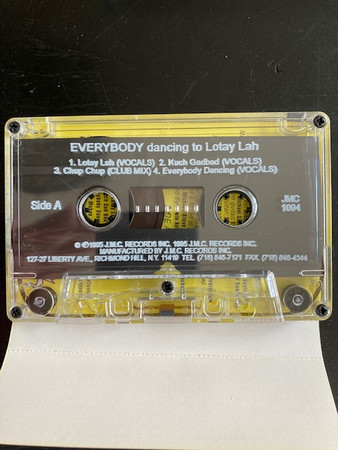 EVERYBODY dancing to Lotay Lah
1. Lotay Lah (VOCALS) 2. Kuch Gadbad (VOCALS)
3. Chup Chup (CLUB MIX) 4. Everybody Dancing (VOCALS)
Side A
JMC
1094
© ℗1995 J.M.C. RECORDS INC. 1995 J.M.C. RECORDS INC.
MANUFACTURED BY J.M.C. RECORDS INC.
127-27 LIBERTY AVE., RICHMOND HILL, N.Y. 11419 TEL (718) 848-7171 FAX (718) 848-4344